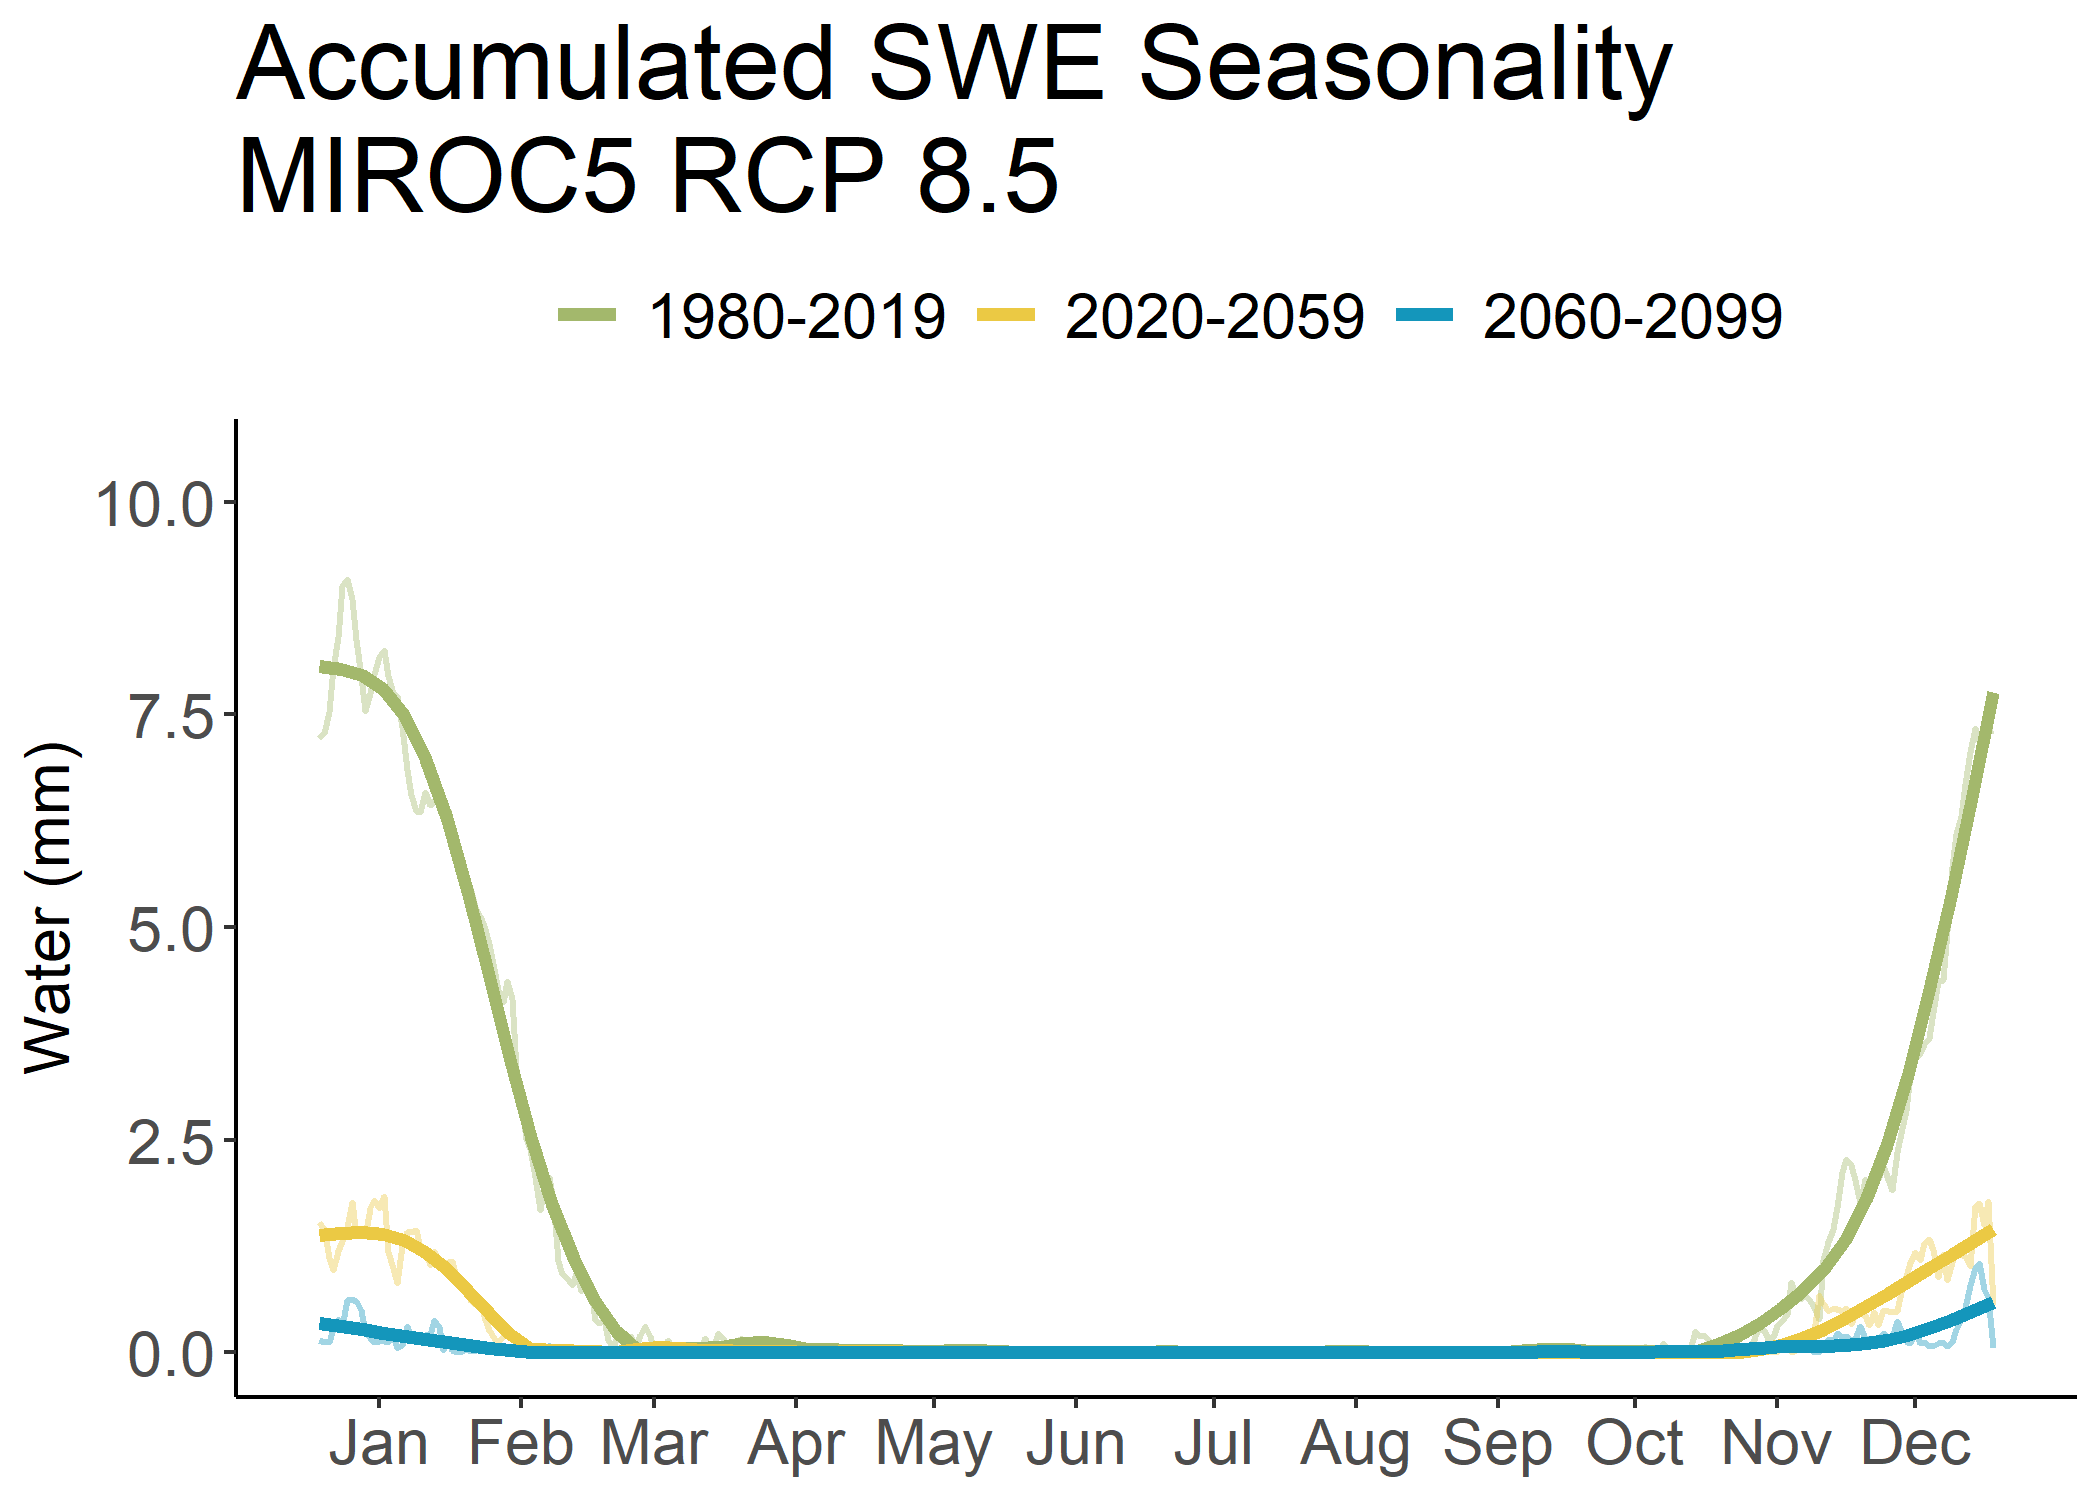 Accumulated SWE Seasonality
MIROC5 RCP 8.5
1980-2019 2020-2059 2060-2099
Water (mm)
10.0
7.5
5.0
2.5
0.0
Jan Feb Mar Apr May Jun Jul Aug Sep Oct Nov Dec